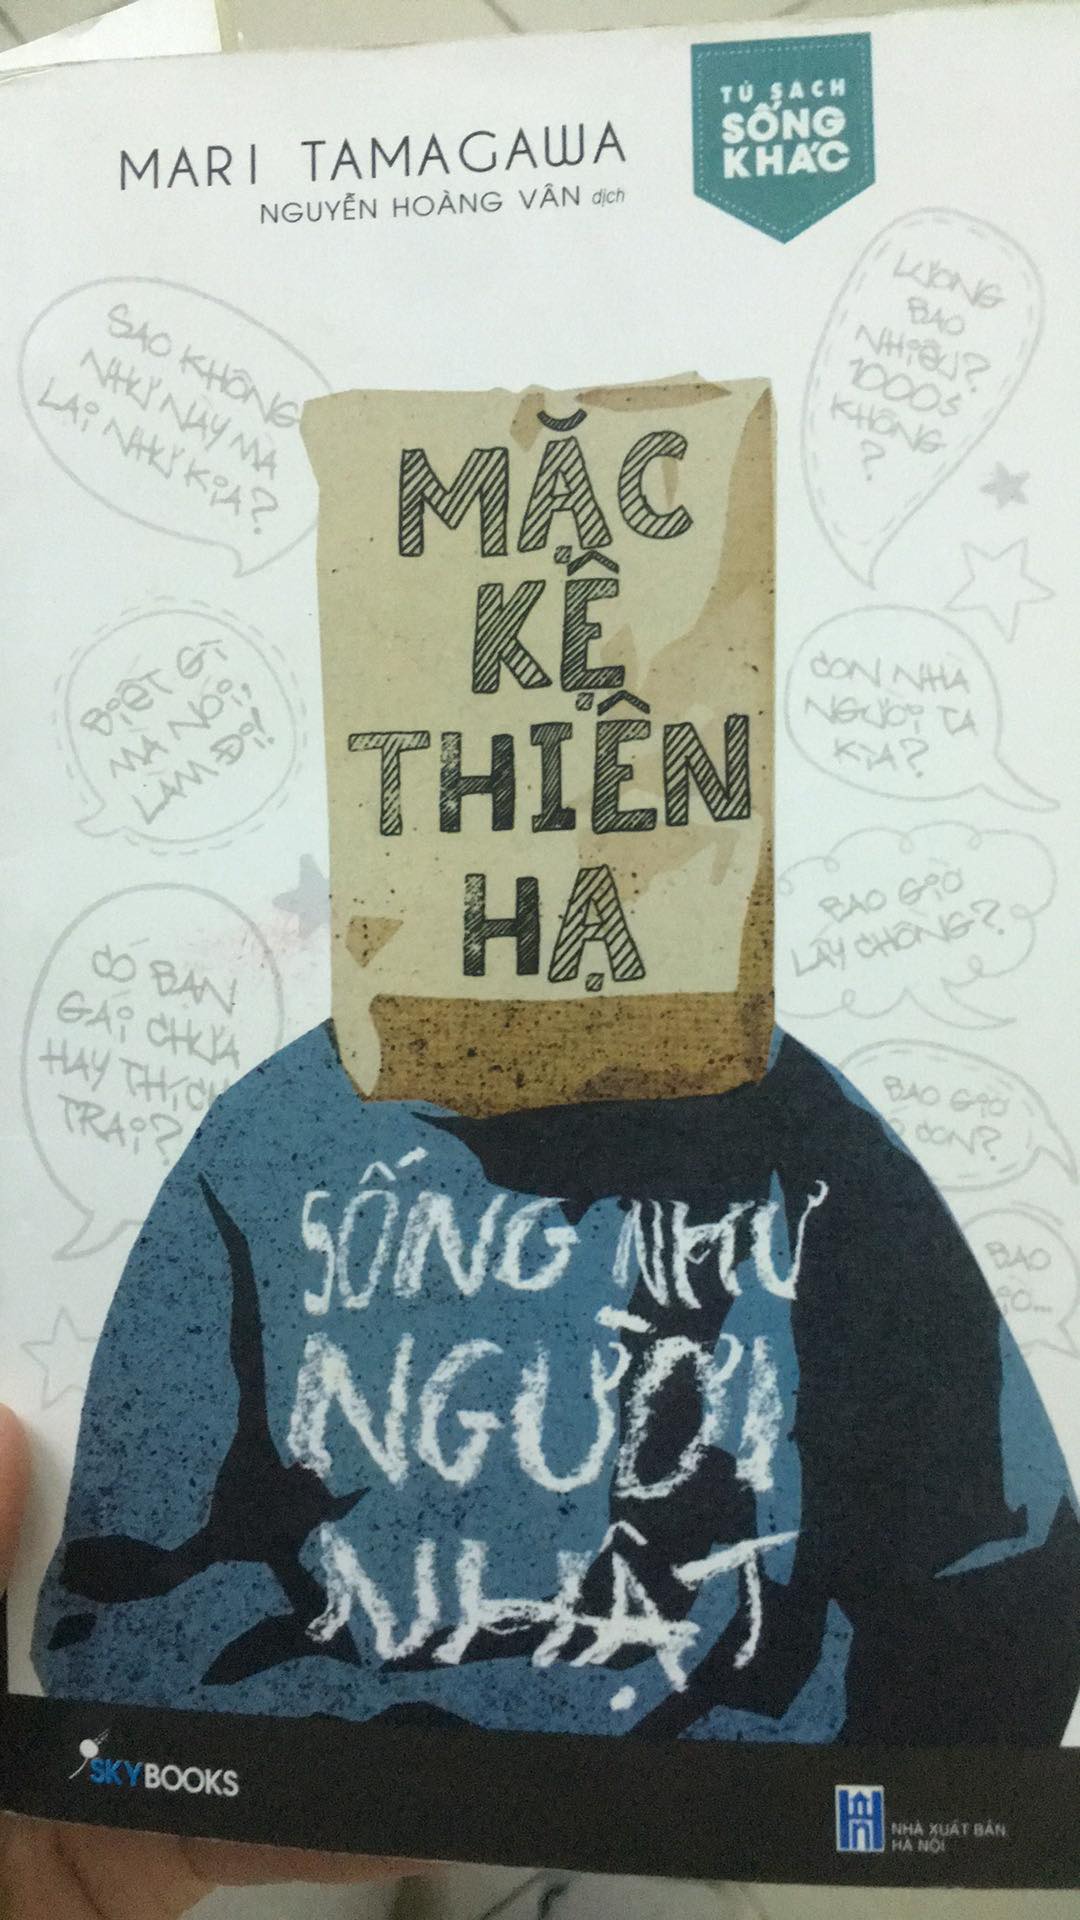 MARI TAMAGAWA
NGUYỄN HOÀNG VÂN dịch
TỦ SÁCH
SỐNG
KHÁC
SAO KHÔNG
NHƯ NÀY MÀ
LẠI NHƯ KIA?
LƯƠNG
BAO
NHIÊU?
1000$
KHÔNG
?
MẶC
KỆ
THIÊN
HẠ
BIẾT GÌ
MÀ NÓI,
LÀM ĐI!
CON NHÀ
NGƯỜI TA
KÌA?
BAO GIỜ
LẤY CHỒNG?
CÓ BẠN
GÁI CHƯA
HAY THÍCH
TRAI?
BAO GIỜ
CON?
BAO
SỐNG NHƯ
NGƯỜI
NHẬT
SKYBOOKS
NHÀ XUẤT BẢN
HÀ NỘI